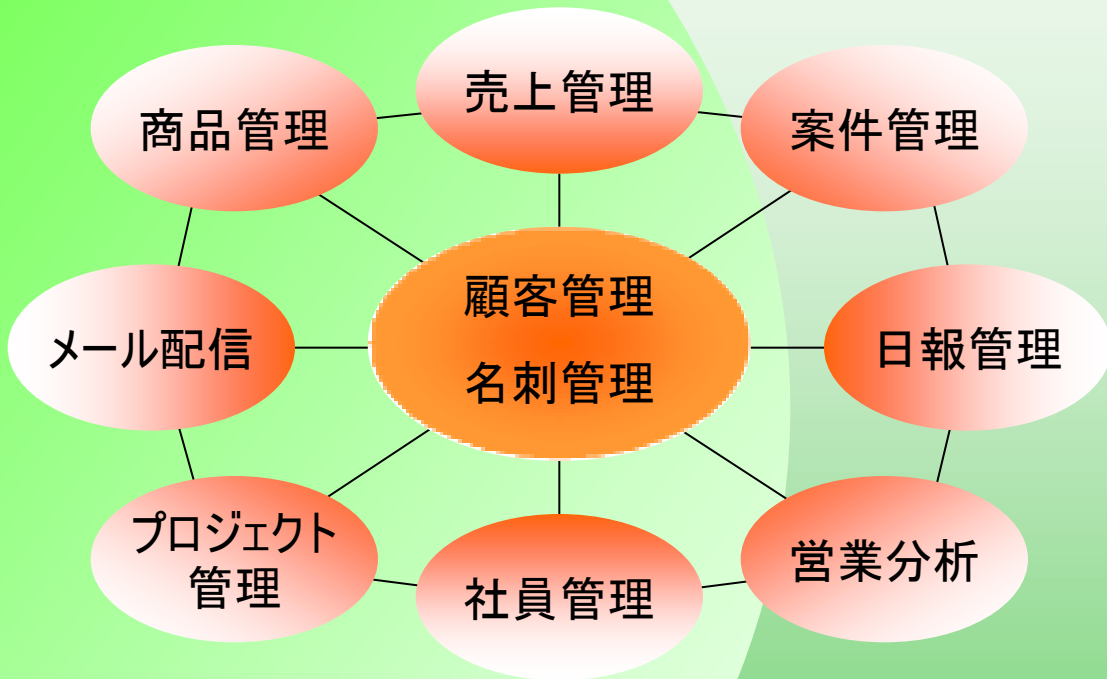 売上管理
商品管理
案件管理
顧客管理
名刺管理
メール配信
日報管理
プロジェクト
管理
社員管理
営業分析